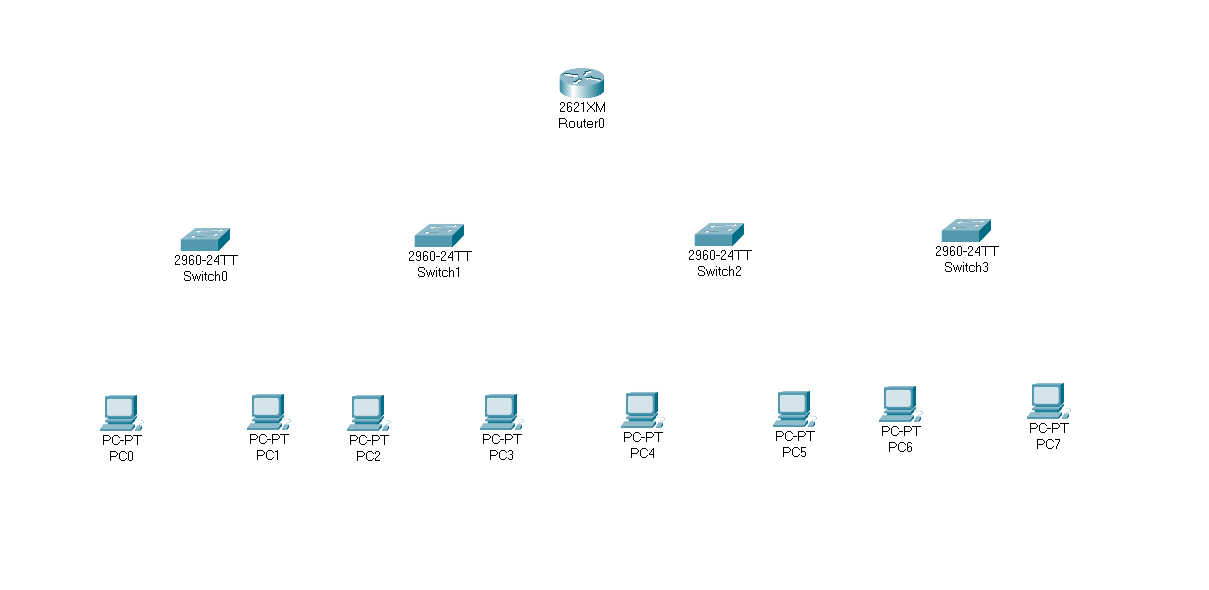 2621XM
Router0
2960-24TT
Switch0
2960-24TT
Switch1
2960-24TT
Switch2
2960-24TT
Switch3
PC-PT
PC0
PC-PT
PC1
PC-PT
PC2
PC-PT
PC3
PC-PT
PC4
PC-PT
PC5
PC-PT
PC6
PC-PT
PC7